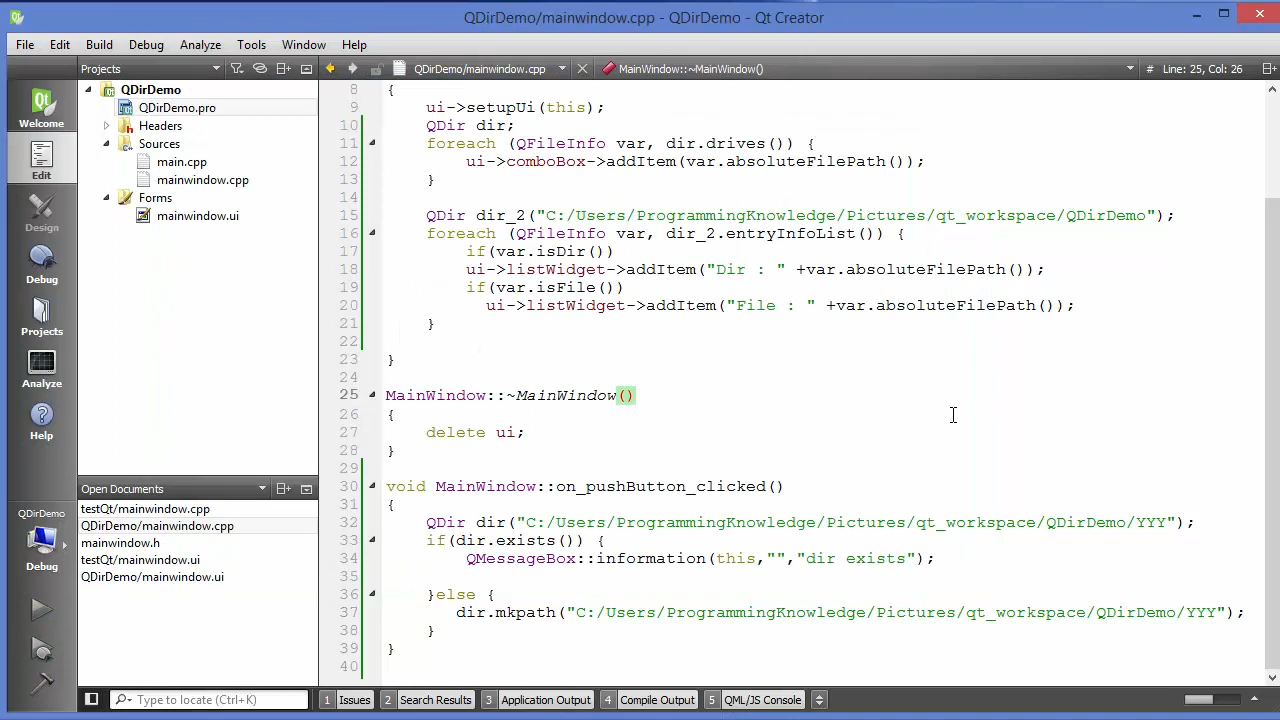 QDirDemo/mainwindow.cpp - QDirDemo - Qt Creator
File Edit Build Debug Analyze Tools Window Help
Projects
QDirDemo/mainwindow.cpp
MainWindow::~MainWindow()
# Line: 25, Col: 26
Qt
Welcome
Edit
Design
Debug
Projects
Analyze
Help
QDirDemo
Debug
QDirDemo
QDirDemo.pro
Headers
Sources
main.cpp
mainwindow.cpp
Forms
mainwindow.ui
Open Documents
testQt/mainwindow.cpp
QDirDemo/mainwindow.cpp
mainwindow.h
testQt/mainwindow.ui
QDirDemo/mainwindow.ui
8 {
9 ui->setupUi(this);
10 QDir dir;
11 foreach (QFileInfo var, dir.drives()) {
12 ui->comboBox->addItem(var.absoluteFilePath());
13 }
14
15 QDir dir_2("C:/Users/ProgrammingKnowledge/Pictures/qt_workspace/QDirDemo");
16 foreach (QFileInfo var, dir_2.entryInfoList()) {
17 if(var.isDir())
18 ui->listWidget->addItem("Dir : " +var.absoluteFilePath());
19 if(var.isFile())
20 ui->listWidget->addItem("File : " +var.absoluteFilePath());
21 }
22
23 }
24
25 MainWindow::~MainWindow()
26 {
27 delete ui;
28 }
29
30 void MainWindow::on_pushButton_clicked()
31 {
32 QDir dir("C:/Users/ProgrammingKnowledge/Pictures/qt_workspace/QDirDemo/YYY");
33 if(dir.exists()) {
34 QMessageBox::information(this,"","dir exists");
35
36 }else {
37 dir.mkpath("C:/Users/ProgrammingKnowledge/Pictures/qt_workspace/QDirDemo/YYY");
38 }
39 }
40
Type to locate (Ctrl+K)
1 Issues 2 Search Results 3 Application Output 4 Compile Output 5 QML/JS Console